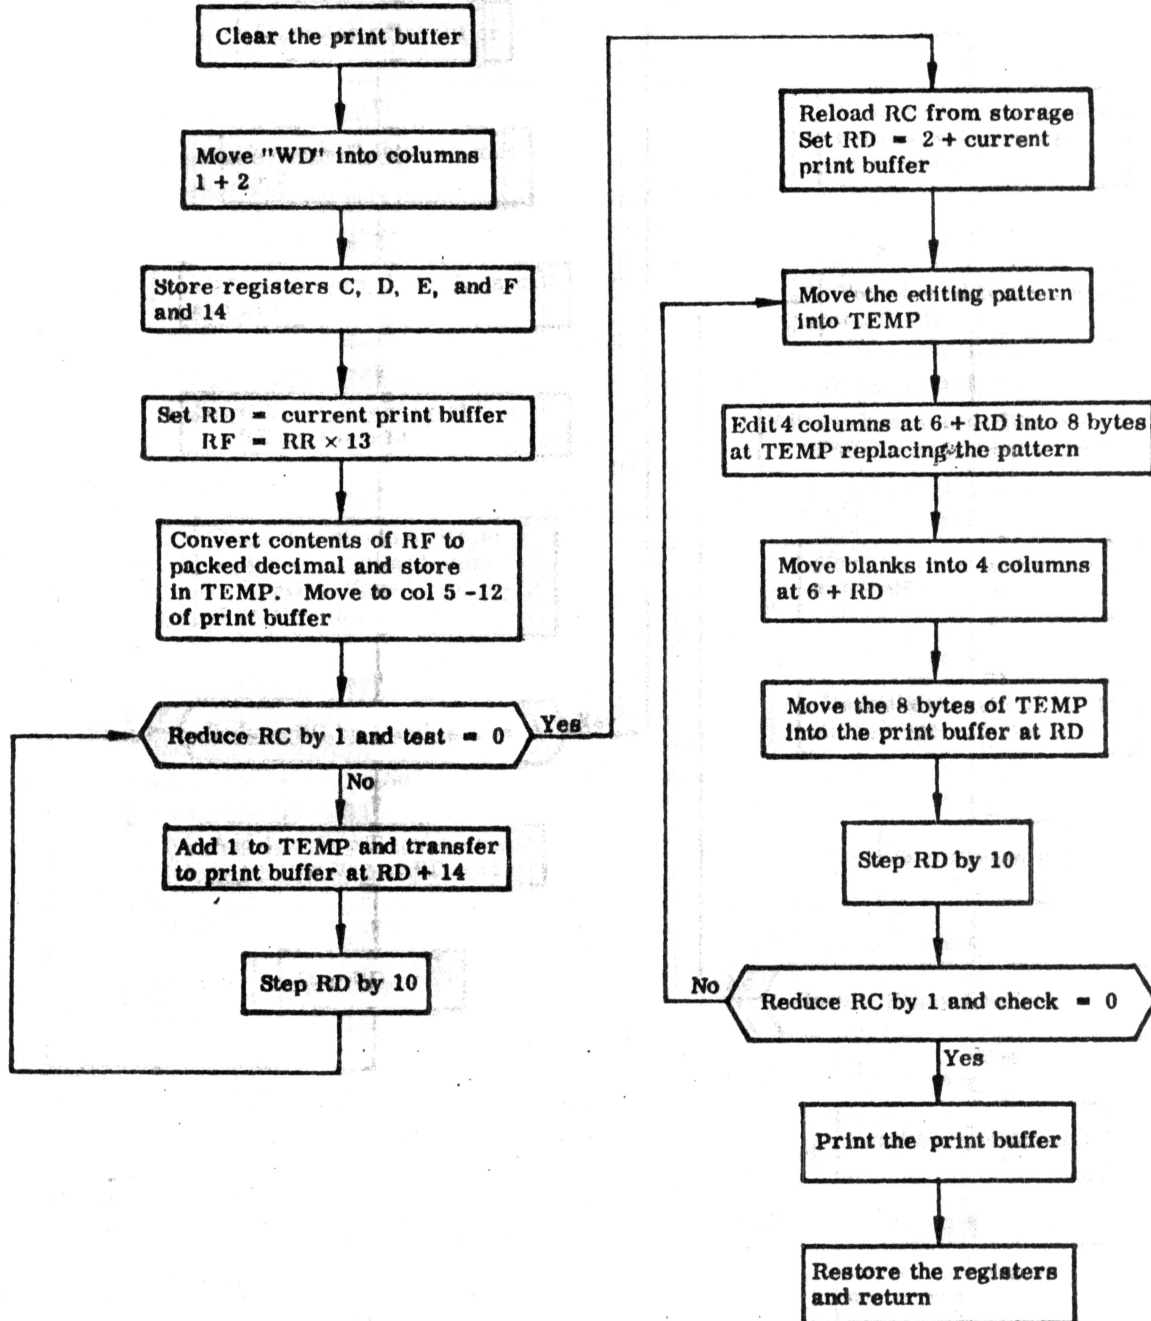 Clear the print buffer
Move "WD" into columns
1 + 2
Store registers C, D, E, and F
and 14
Set RD = current print buffer
RF = RR × 13
Convert contents of RF to
packed decimal and store
in TEMP. Move to col 5 -12
of print buffer
Reduce RC by 1 and test = 0
Yes
No
Add 1 to TEMP and transfer
to print buffer at RD + 14
Step RD by 10
Reload RC from storage
Set RD = 2 + current
print buffer
Move the editing pattern
into TEMP
Edit 4 columns at 6 + RD into 8 bytes
at TEMP replacing the pattern
Move blanks into 4 columns
at 6 + RD
Move the 8 bytes of TEMP
into the print buffer at RD
Step RD by 10
No
Reduce RC by 1 and check = 0
Yes
Print the print buffer
Restore the registers
and return